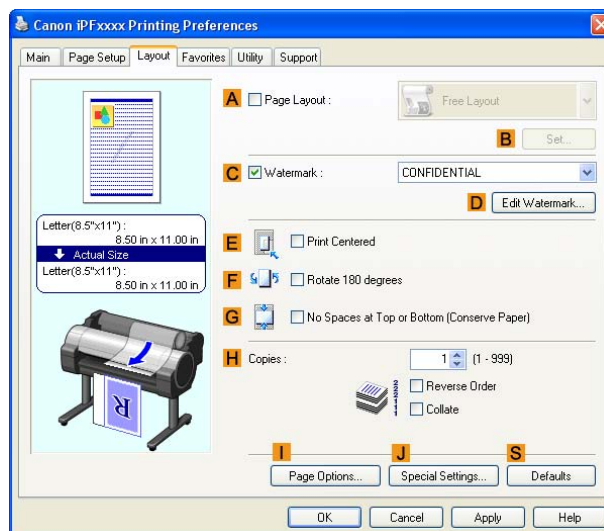 Canon iPFxxxx Printing Preferences
Main Page Setup Layout Favorites Utility Support
A Page Layout : Free Layout
B Set...
C Watermark : CONFIDENTIAL
D Edit Watermark...
Letter(8.5"x11") :
8.50 in x 11.00 in
Actual Size
Letter(8.5"x11") :
8.50 in x 11.00 in
E Print Centered
F Rotate 180 degrees
G No Spaces at Top or Bottom (Conserve Paper)
H Copies : 1 (1 - 999)
Reverse Order
Collate
R
I J S
Page Options... Special Settings... Defaults
OK Cancel Apply Help